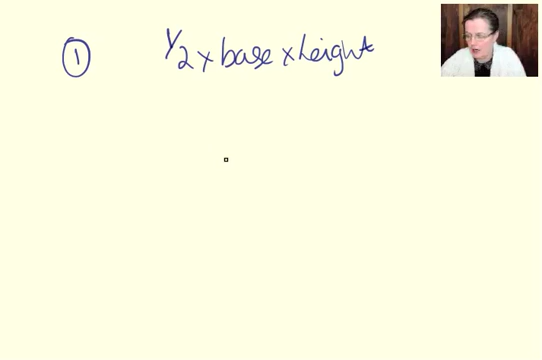 ① 1/2 x base x height